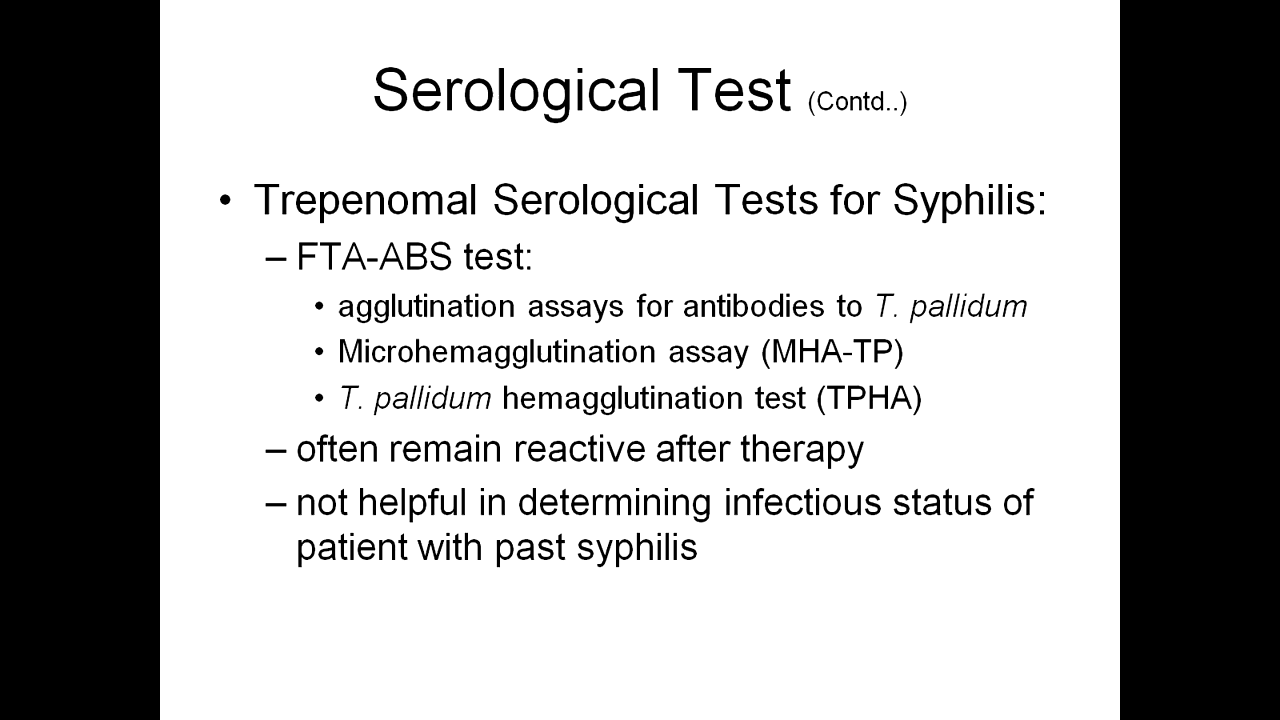 Serological Test (Contd..)
• Trepenomal Serological Tests for Syphilis:
– FTA-ABS test:
• agglutination assays for antibodies to T. pallidum
• Microhemagglutination assay (MHA-TP)
• T. pallidum hemagglutination test (TPHA)
– often remain reactive after therapy
– not helpful in determining infectious status of
patient with past syphilis